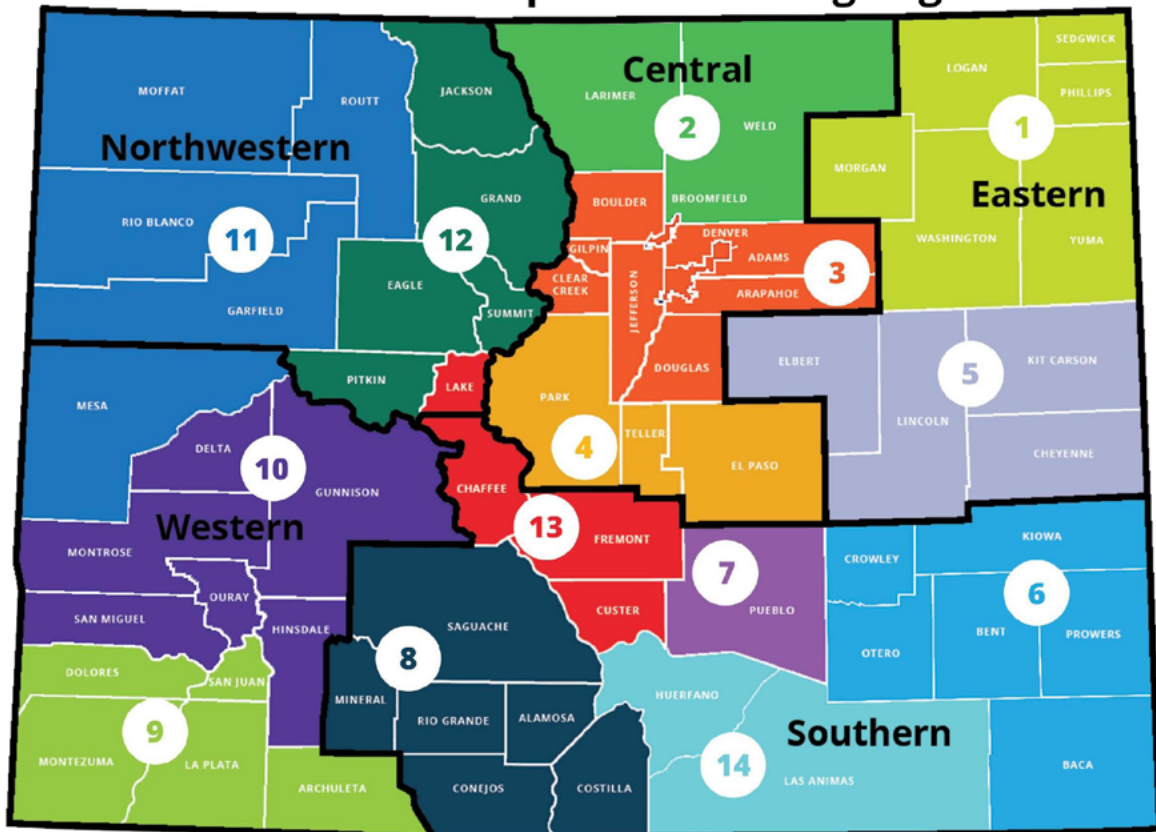 Central
Northwestern
Eastern
Western
Southern
MOFFAT
ROUTT
JACKSON
LARIMER
2
WELD
LOGAN
SEDGWICK
PHILLIPS
1
MORGAN
RIO BLANCO
11
12
GRAND
BOULDER
BROOMFIELD
WASHINGTON
YUMA
GILPIN
DENVER
ADAMS
3
CLEAR
CREEK
JEFFERSON
ARAPAHOE
EAGLE
GARFIELD
SUMMIT
PITKIN
LAKE
PARK
DOUGLAS
ELBERT
5
KIT CARSON
MESA
LINCOLN
DELTA
10
GUNNISON
4
TELLER
EL PASO
CHEYENNE
CHAFFEE
13
FREMONT
MONTROSE
OURAY
SAN MIGUEL
HINSDALE
7
PUEBLO
CROWLEY
KIOWA
6
CUSTER
SAGUACHE
8
OTERO
BENT
PROWERS
DOLORES
SAN JUAN
MINERAL
RIO GRANDE
ALAMOSA
HUERFANO
9
MONTEZUMA
LA PLATA
ARCHULETA
CONEJOS
COSTILLA
14
LAS ANIMAS
BACA